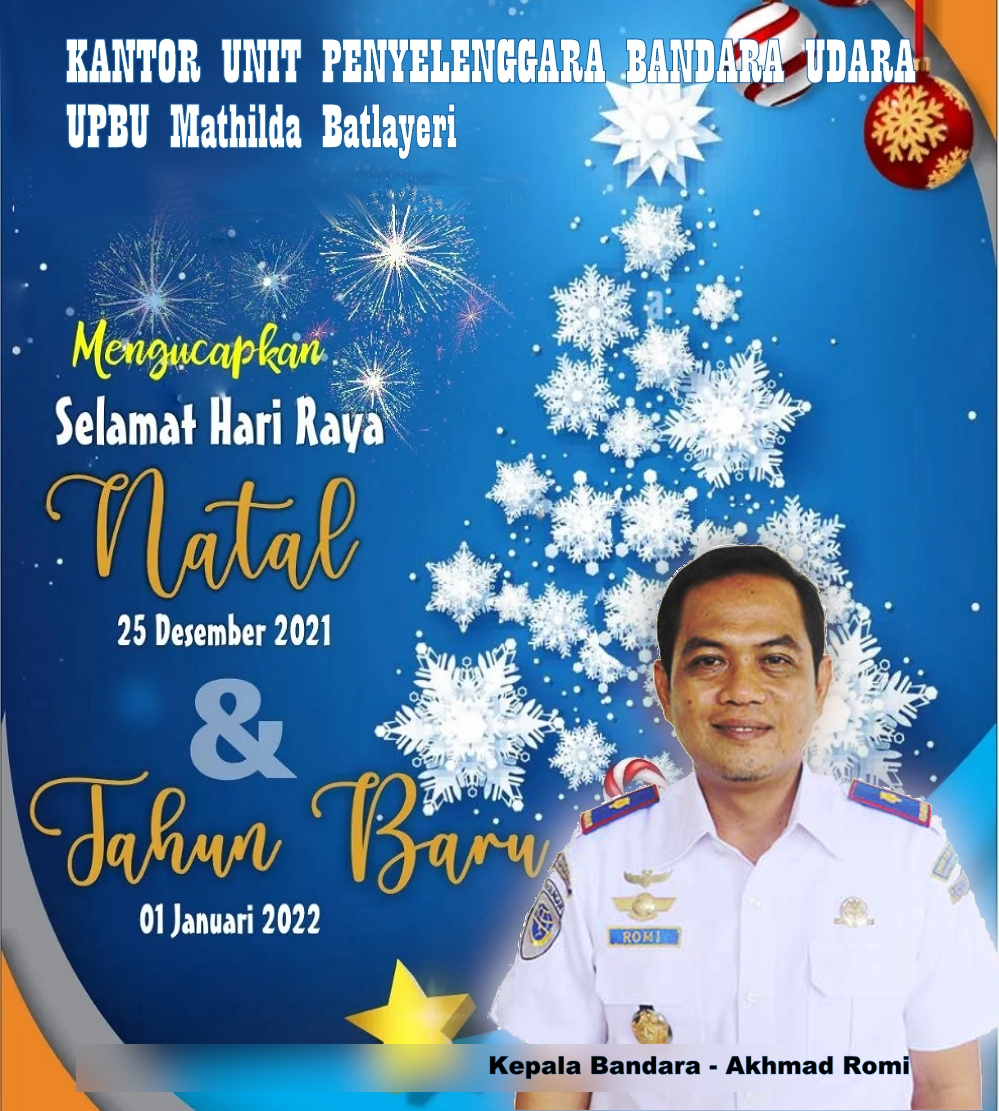 KANTOR UNIT PENYELENGGARA BANDARA UDARA
UPBU Mathilda Batlayeri
Mengucapkan
Selamat Hari Raya
Natal
25 Desember 2021
&
Tahun Baru
01 Januari 2022
ROMI
Kepala Bandara - Akhmad Romi